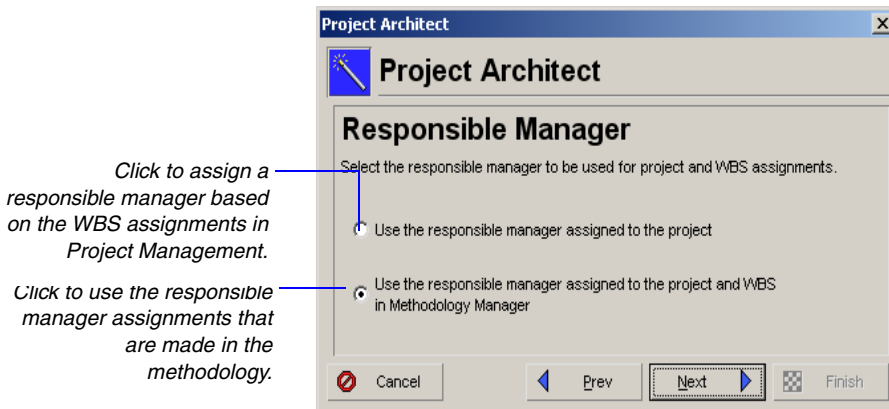 Project Architect
Project Architect
Responsible Manager
Select the responsible manager to be used for project and WBS assignments.
Click to assign a
responsible manager based
on the WBS assignments in
Project Management.
Use the responsible manager assigned to the project
Click to use the responsible
manager assignments that
are made in the
methodology.
Use the responsible manager assigned to the project and WBS
in Methodology Manager
Cancel
Prev
Next
Finish